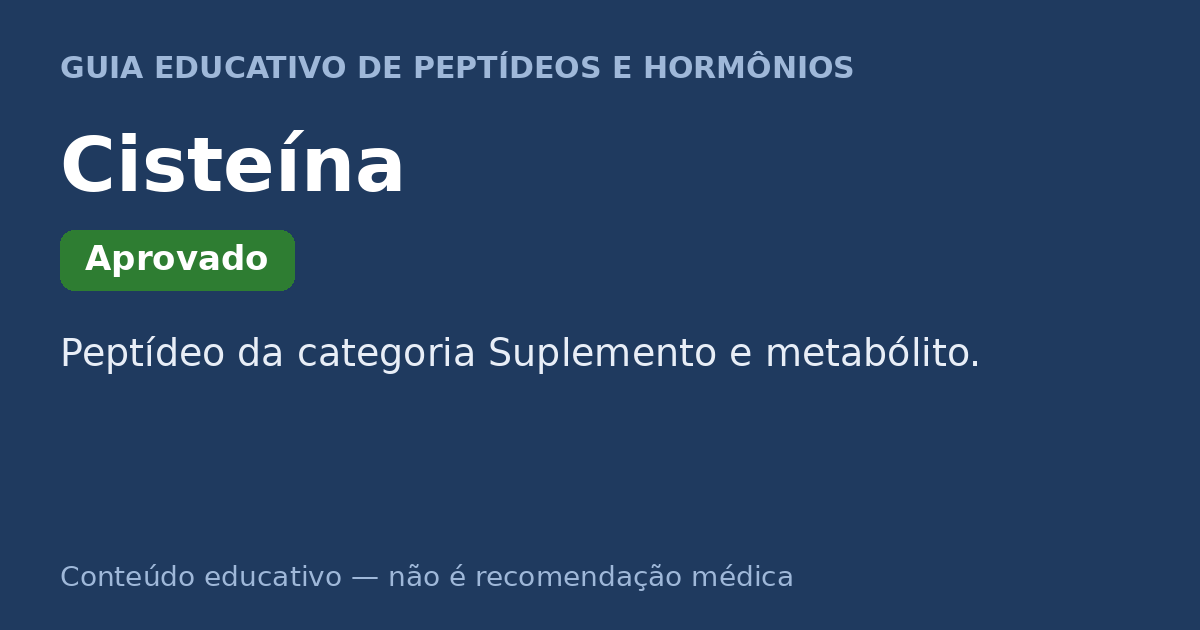 GUIA EDUCATIVO DE PEPTÍDEOS E HORMÔNIOS
Cisteína
Aprovado
Peptídeo da categoria Suplemento e metabólito.
Conteúdo educativo — não é recomendação médica